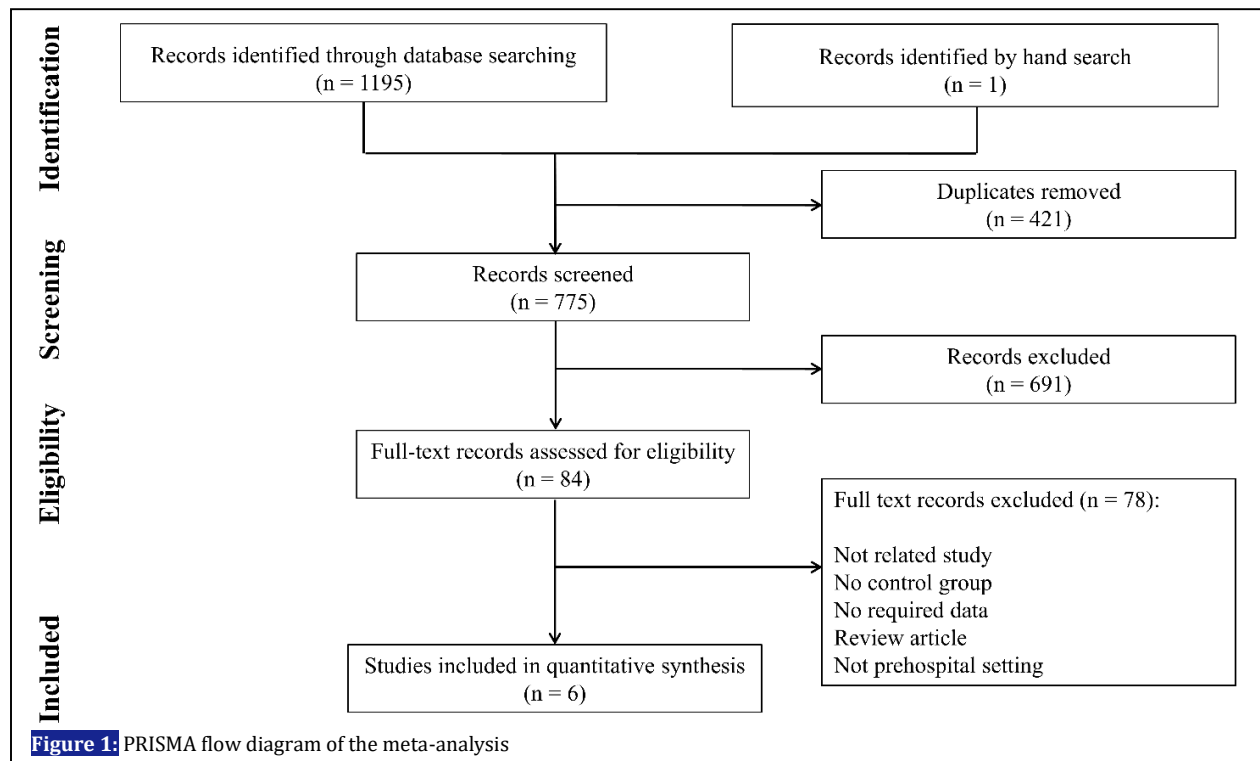 Identification
Records identified through database searching
(n = 1195)
Records identified by hand search
(n = 1)
Duplicates removed
(n = 421)
Screening
Records screened
(n = 775)
Records excluded
(n = 691)
Eligibility
Full-text records assessed for eligibility
(n = 84)
Full text records excluded (n = 78):
Not related study
No control group
No required data
Review article
Not prehospital setting
Included
Studies included in quantitative synthesis
(n = 6)
Figure 1: PRISMA flow diagram of the meta-analysis